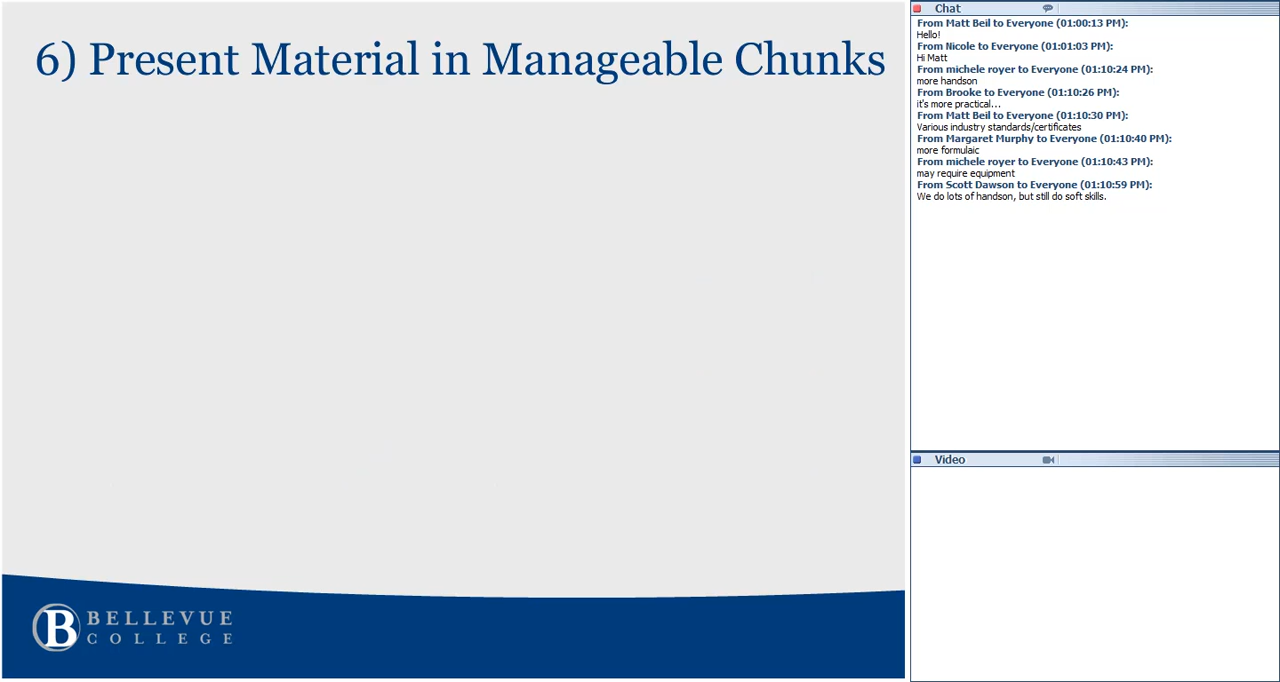 6) Present Material in Manageable Chunks
B BELLEVUE
COLLEGE
Chat
From Matt Beil to Everyone (01:00:13 PM):
Hello!
From Nicole to Everyone (01:01:03 PM):
Hi Matt
From michele royer to Everyone (01:10:24 PM):
more handson
From Brooke to Everyone (01:10:26 PM):
it's more practical...
From Matt Beil to Everyone (01:10:30 PM):
Various industry standards/certificates
From Margaret Murphy to Everyone (01:10:40 PM):
more formulaic
From michele royer to Everyone (01:10:43 PM):
may require equipment
From Scott Dawson to Everyone (01:10:59 PM):
We do lots of handson, but still do soft skills.
Video